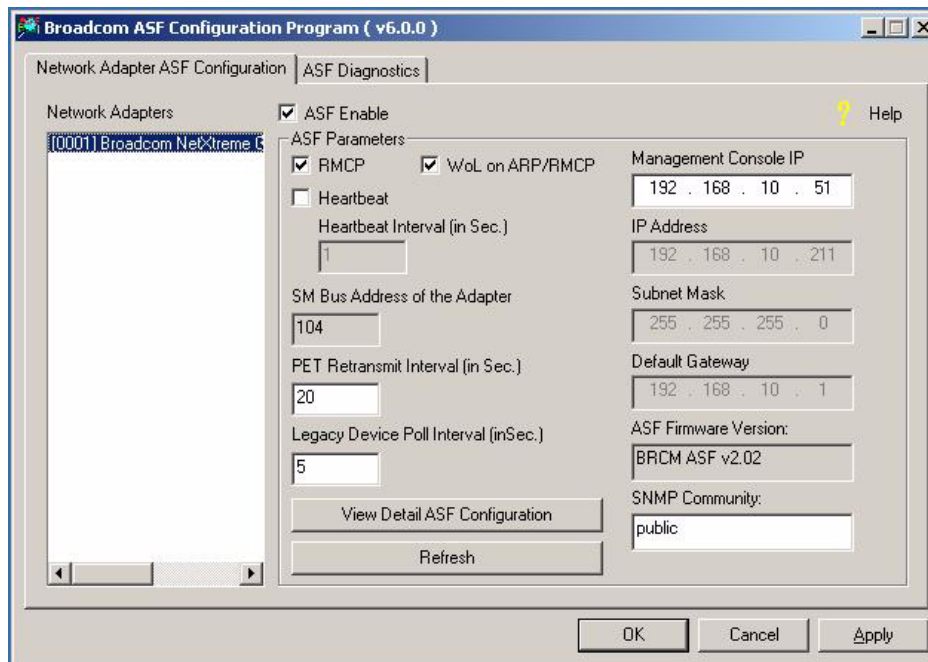 Broadcom ASF Configuration Program ( v6.0.0 )
Network Adapter ASF Configuration
ASF Diagnostics
Network Adapters
[0001] Broadcom NetXtreme
ASF Enable
? Help
ASF Parameters
RMCP
WoL on ARP/RMCP
Heartbeat
Heartbeat Interval (in Sec.)
1
SM Bus Address of the Adapter
104
PET Retransmit Interval (in Sec.)
20
Legacy Device Poll Interval (inSec.)
5
View Detail ASF Configuration
Refresh
Management Console IP
192 . 168 . 10 . 51
IP Address
192 . 168 . 10 . 211
Subnet Mask
255 . 255 . 255 . 0
Default Gateway
192 . 168 . 10 . 1
ASF Firmware Version:
BRCM ASF v2.02
SNMP Community:
public
OK
Cancel
Apply